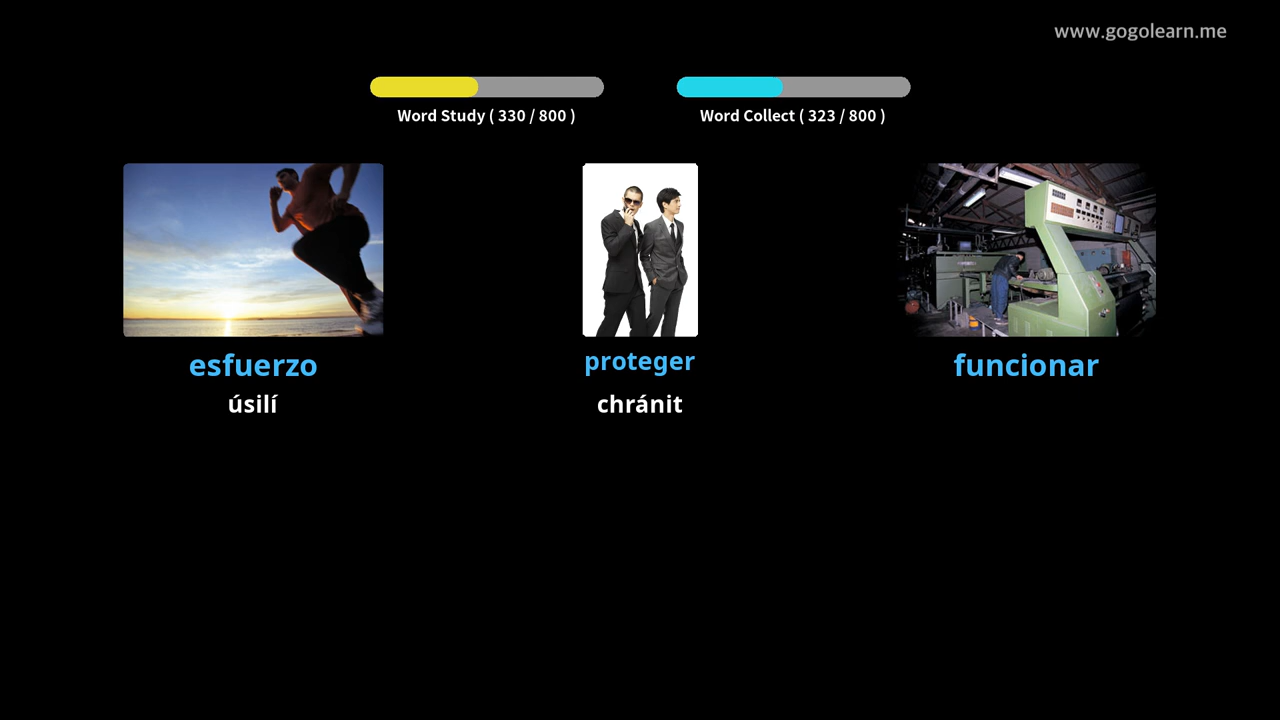 www.gogolearn.me
Word Study ( 330 / 800 )
Word Collect ( 323 / 800 )
esfuerzo
proteger
funcionar
úsilí
chránit